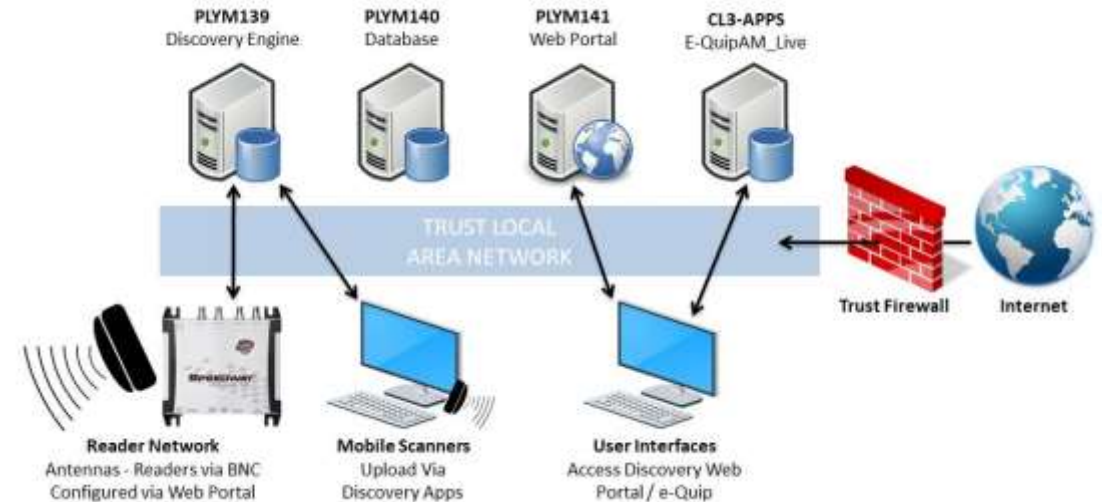 PLYM139
Discovery Engine
PLYM140
Database
PLYM141
Web Portal
CL3-APPS
E-QuipAM_Live
TRUST LOCAL
AREA NETWORK
Trust Firewall
Internet
SPEEDWAY
Reader Network
Antennas - Readers via BNC
Configured via Web Portal
Mobile Scanners
Upload Via
Discovery Apps
User Interfaces
Access Discovery Web
Portal / e-Quip